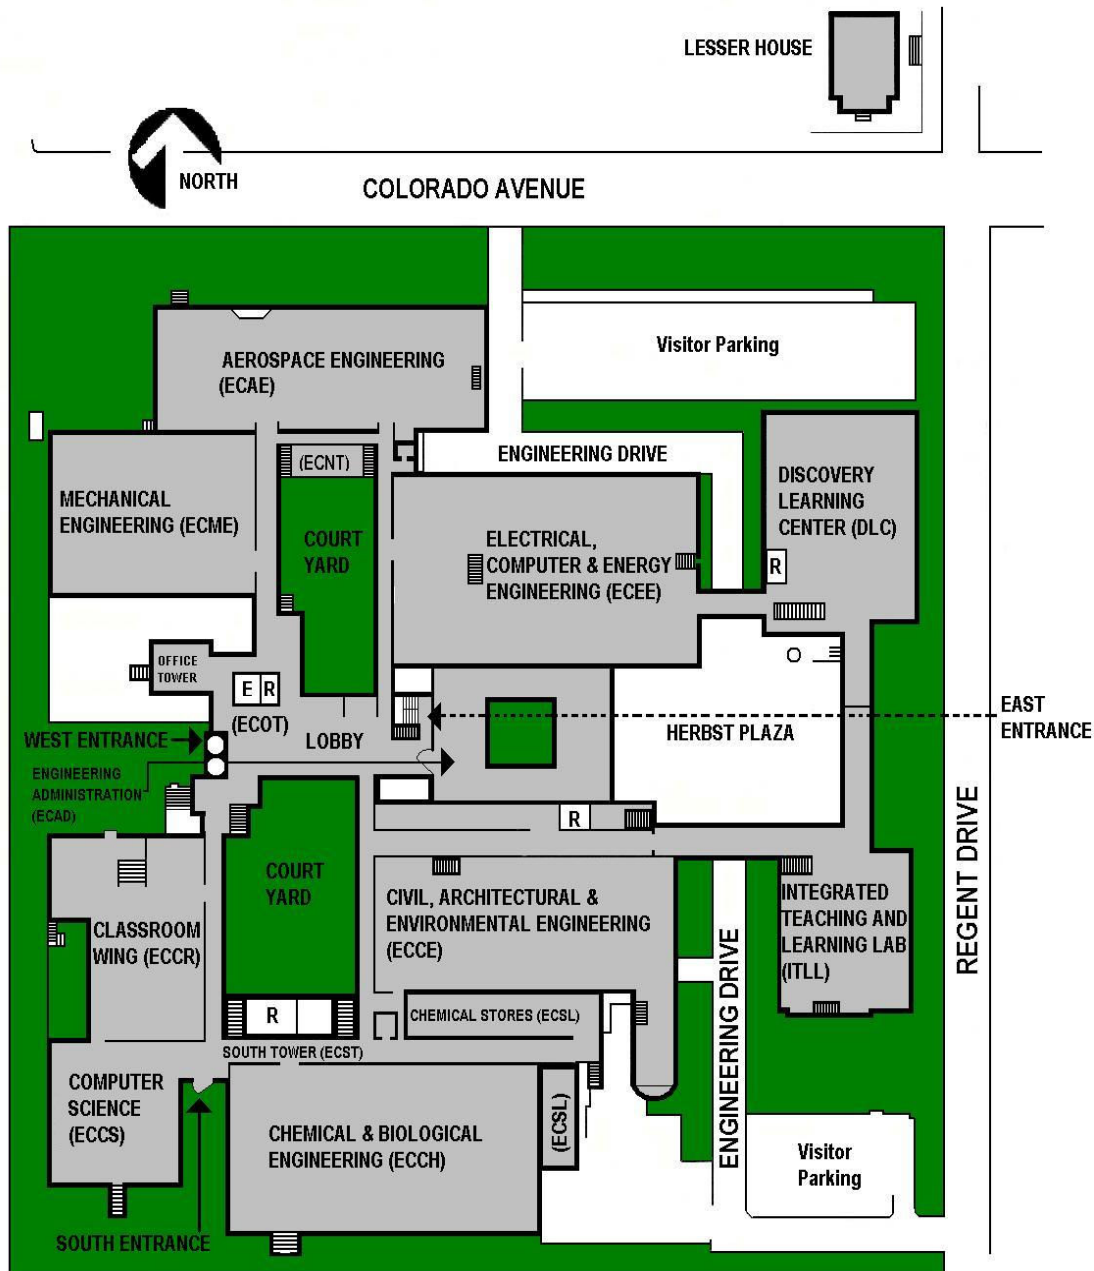 LESSER HOUSE
NORTH
COLORADO AVENUE
Visitor Parking
AEROSPACE ENGINEERING
(ECAE)
ENGINEERING DRIVE
(ECNT)
MECHANICAL
ENGINEERING (ECME)
COURT
YARD
ELECTRICAL,
COMPUTER & ENERGY
ENGINEERING (ECEE)
DISCOVERY
LEARNING
CENTER (DLC)
R
OFFICE
TOWER
E R
(ECOT)
LOBBY
HERBST PLAZA
EAST
ENTRANCE
WEST ENTRANCE
ENGINEERING
ADMINISTRATION
(ECAD)
R
REGENT DRIVE
COURT
YARD
CIVIL, ARCHITECTURAL &
ENVIRONMENTAL ENGINEERING
(ECCE)
INTEGRATED
TEACHING AND
LEARNING LAB
(ITLL)
CLASSROOM
WING (ECCR)
ENGINEERING DRIVE
R
CHEMICAL STORES (ECSL)
SOUTH TOWER (ECST)
COMPUTER
SCIENCE
(ECCS)
(ECSL)
CHEMICAL & BIOLOGICAL
ENGINEERING (ECCH)
Visitor
Parking
SOUTH ENTRANCE